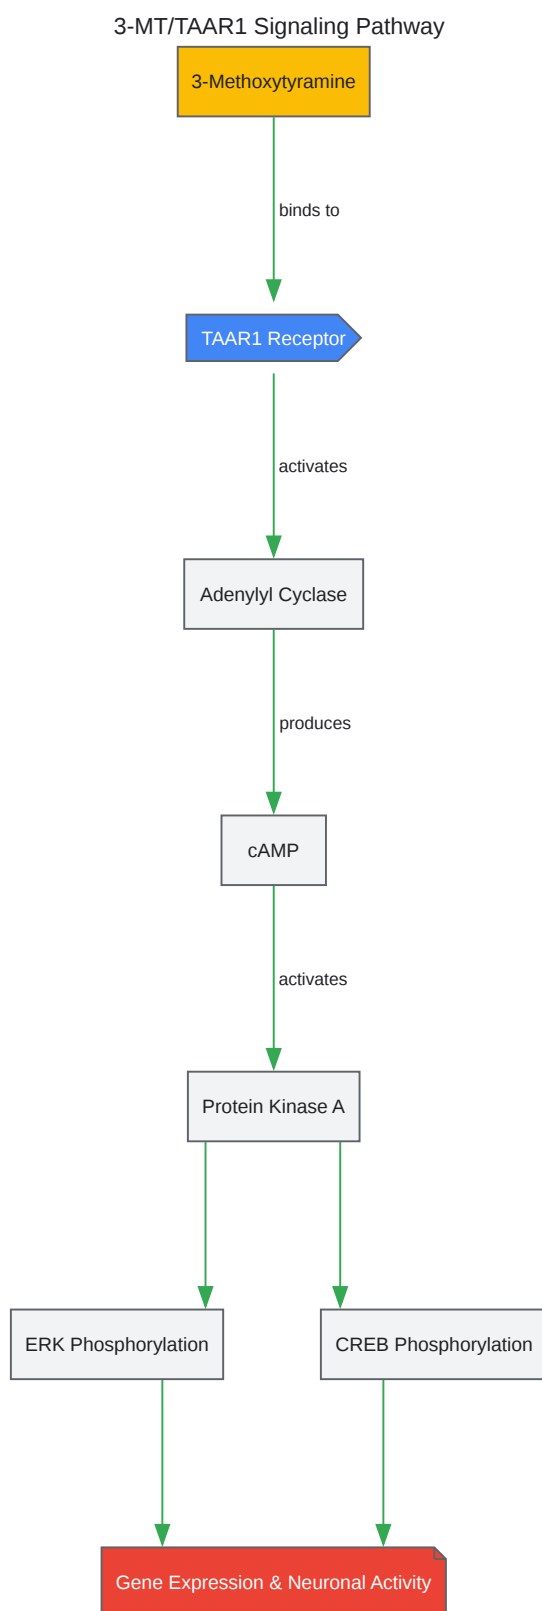 3-MT/TAAR1 Signaling Pathway
3-Methoxytyramine
binds to
TAAR1 Receptor
activates
Adenylyl Cyclase
produces
cAMP
activates
Protein Kinase A
ERK Phosphorylation
CREB Phosphorylation
Gene Expression & Neuronal Activity